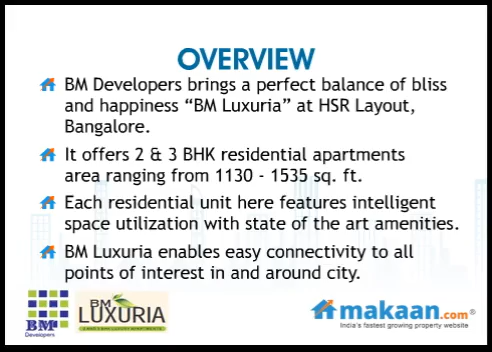 OVERVIEW
BM Developers brings a perfect balance of bliss
and happiness “BM Luxuria” at HSR Layout,
Bangalore.
It offers 2 & 3 BHK residential apartments
area ranging from 1130 - 1535 sq. ft.
Each residential unit here features intelligent
space utilization with state of the art amenities.
BM Luxuria enables easy connectivity to all
points of interest in and around city.
BM
Developers
BM
LUXURIA
makaan.com®
India's fastest growing property website